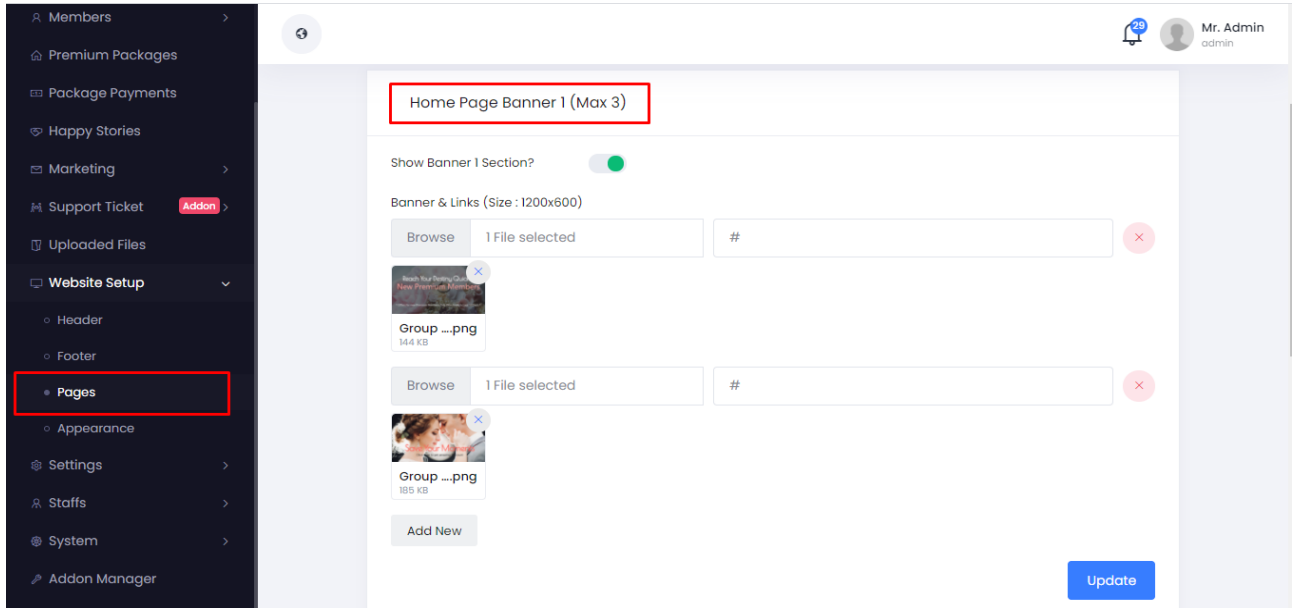 Members
Premium Packages
Package Payments
Happy Stories
Marketing
Support Ticket Addon
Uploaded Files
Website Setup
Header
Footer
Pages
Appearance
Settings
Staffs
System
Addon Manager
29
Mr. Admin
admin
Home Page Banner 1 (Max 3)
Show Banner 1 Section?
Banner & Links (Size : 1200x600)
Browse 1 File selected #
New Premium Members
Group ....png
144 KB
Browse 1 File selected #
Group ....png
185 KB
Add New
Update